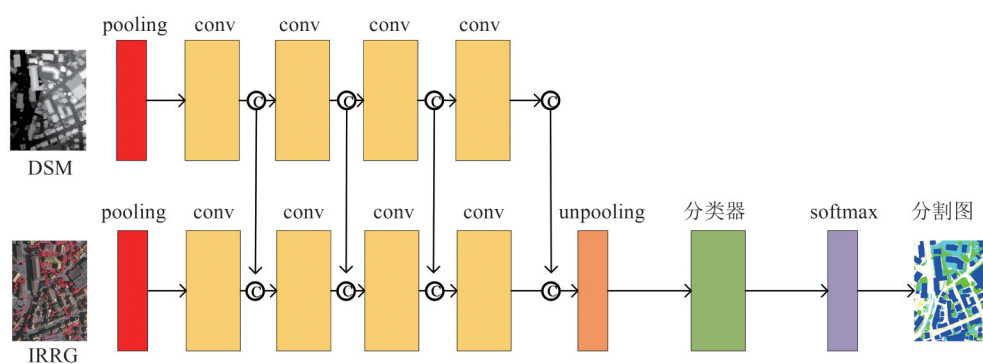 pooling conv conv conv conv
C C C C
DSM
pooling conv conv conv conv unpooling 分类器 softmax 分割图
C C C C
IRRG